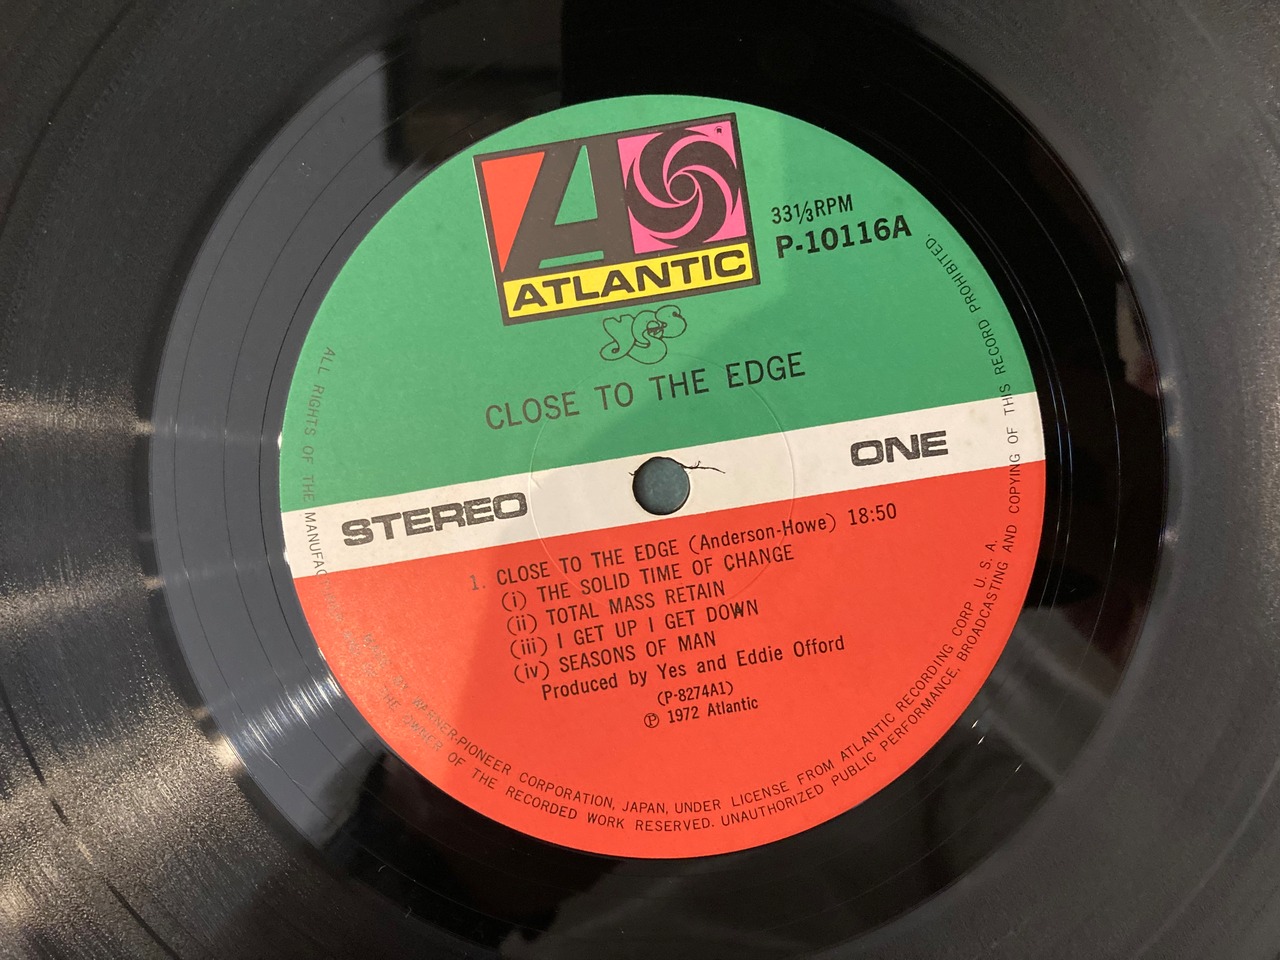 ATLANTIC
®
33⅓RPM
P-10116A
yes
CLOSE TO THE EDGE
STEREO
ONE
1. CLOSE TO THE EDGE (Anderson-Howe) 18:50
(i) THE SOLID TIME OF CHANGE
(ii) TOTAL MASS RETAIN
(iii) I GET UP I GET DOWN
(iv) SEASONS OF MAN
Produced by Yes and Eddie Offord
(P-8274A1)
℗ 1972 Atlantic
BY WARNER-PIONEER CORPORATION, JAPAN, UNDER LICENSE FROM ATLANTIC RECORDING CORP. U. S. A.
ALL RIGHTS OF THE OWNER OF THE RECORDED WORK RESERVED. UNAUTHORIZED PUBLIC PERFORMANCE, BROADCASTING AND COPYING OF THIS RECORD PROHIBITED.